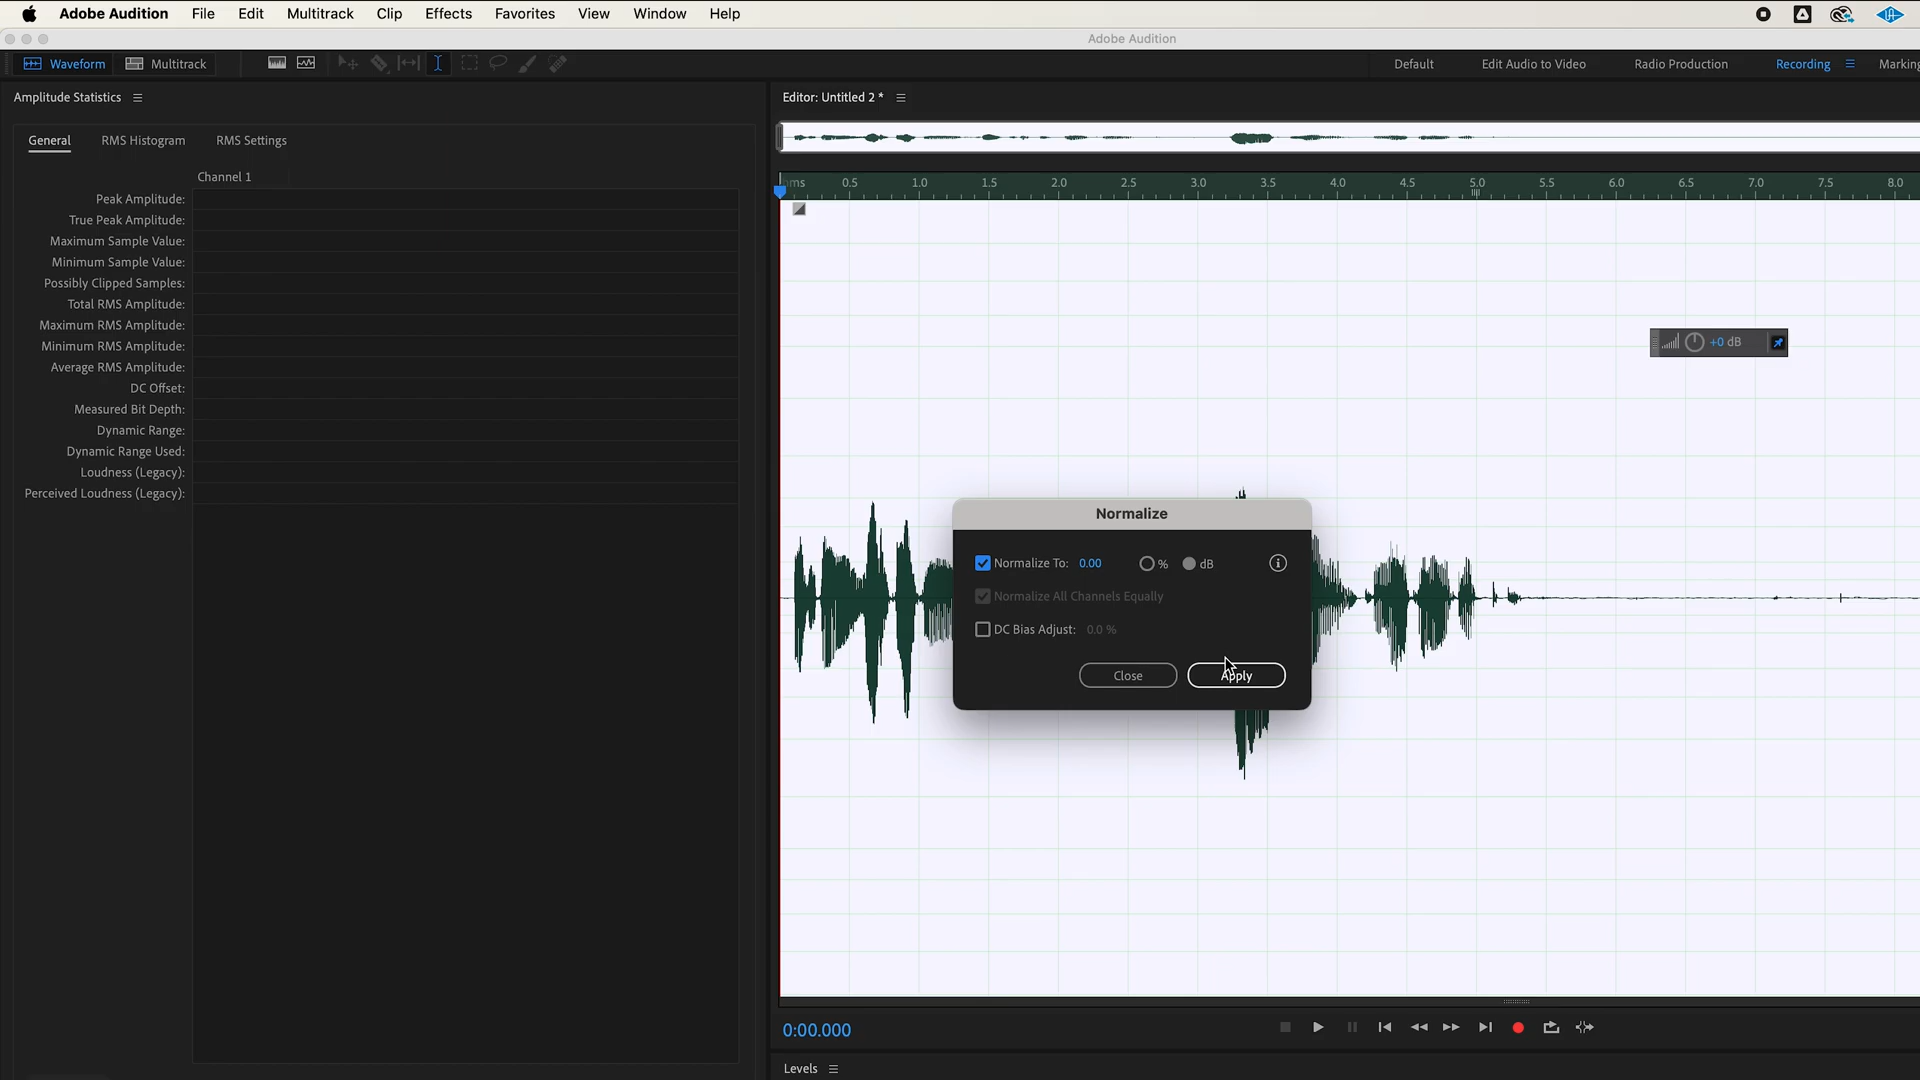 Adobe Audition File Edit Multitrack Clip Effects Favorites View Window Help
Adobe Audition
Waveform Multitrack Default Edit Audio to Video Radio Production Recording Marking
Amplitude Statistics
Editor: Untitled 2 *
General RMS Histogram RMS Settings
Channel 1
Peak Amplitude:
True Peak Amplitude:
Maximum Sample Value:
Minimum Sample Value:
Possibly Clipped Samples:
Total RMS Amplitude:
Maximum RMS Amplitude:
Minimum RMS Amplitude:
Average RMS Amplitude:
DC Offset:
Measured Bit Depth:
Dynamic Range:
Dynamic Range Used:
Loudness (Legacy):
Perceived Loudness (Legacy):
hms 0.5 1.0 1.5 2.0 2.5 3.0 3.5 4.0 4.5 5.0 5.5 6.0 6.5 7.0 7.5 8.0
+0 dB
Normalize
Normalize To: 0.00 % dB
Normalize All Channels Equally
DC Bias Adjust: 0.0 %
Close Apply
0:00.000
Levels